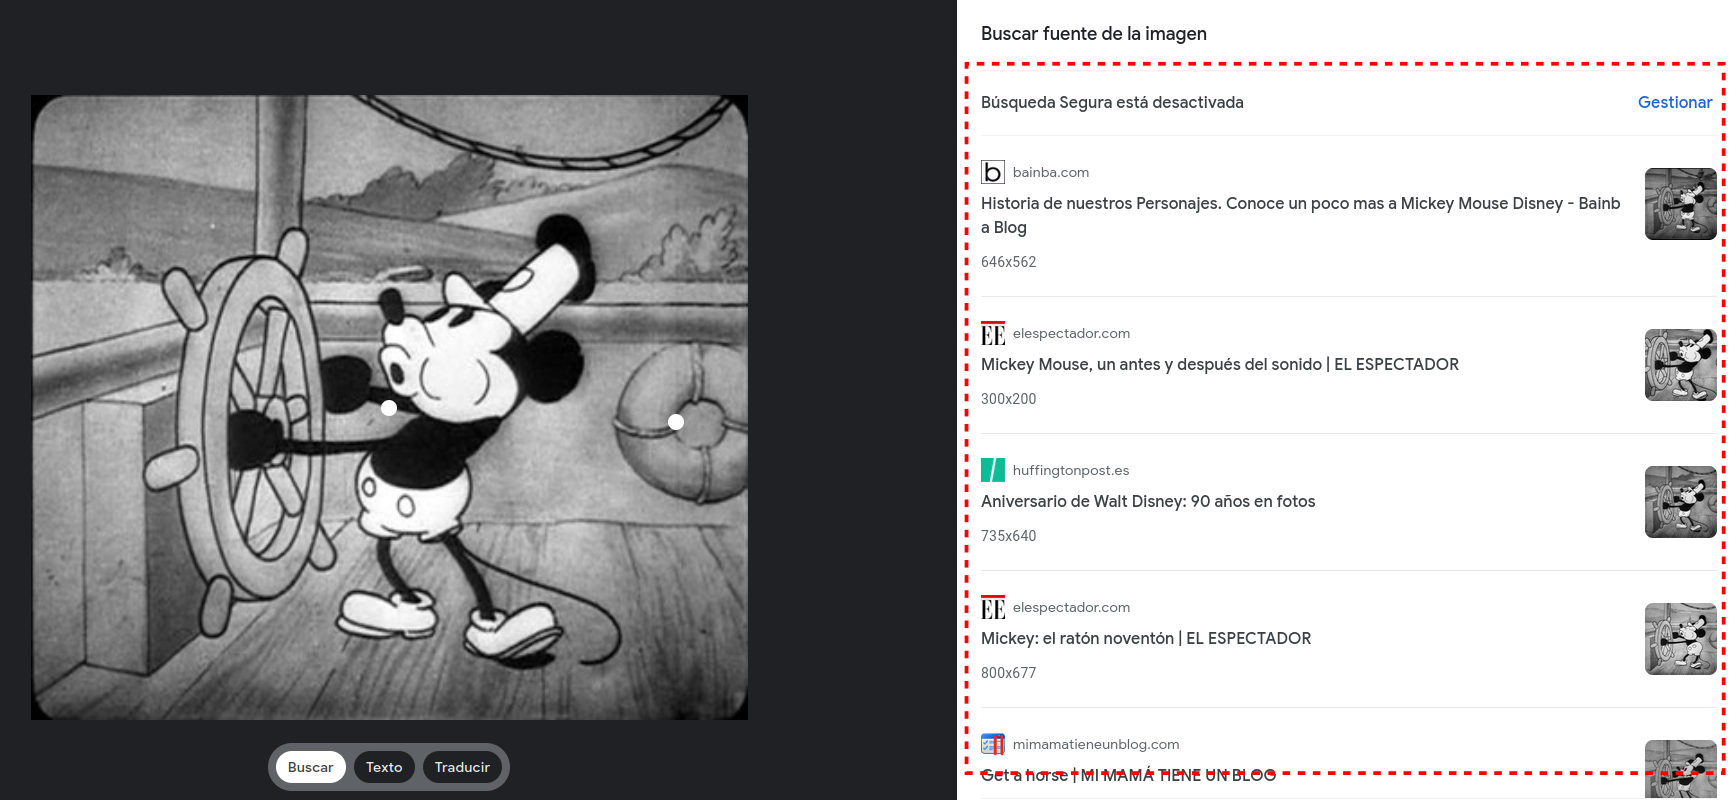 Buscar fuente de la imagen
Búsqueda Segura está desactivada
Gestionar
b
bainba.com
Historia de nuestros Personajes. Conoce un poco mas a Mickey Mouse Disney - Bainb
a Blog
646x562
EE
elespectador.com
Mickey Mouse, un antes y después del sonido | EL ESPECTADOR
300x200
huffingtonpost.es
Aniversario de Walt Disney: 90 años en fotos
735x640
EE
elespectador.com
Mickey: el ratón noventón | EL ESPECTADOR
800x677
mimamatieneunblog.com
Get a horse | MI MAMÁ TIENE UN BLOG
Buscar
Texto
Traducir